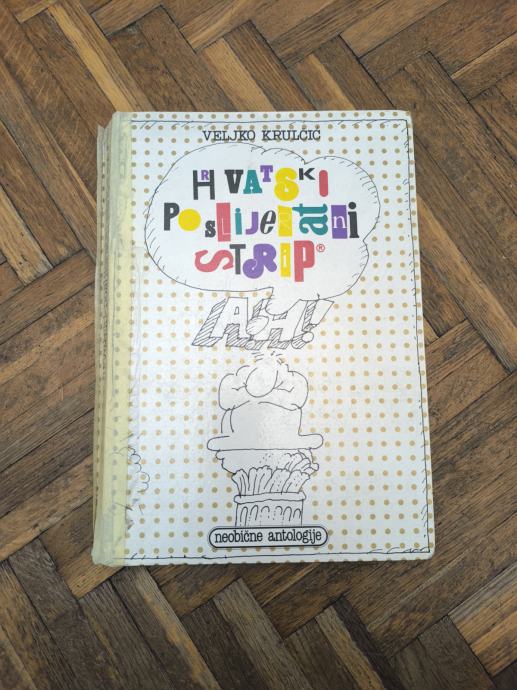 VELJKO KRULČIĆ
HRVATSKI
POSLIJERATNI
STRIP®
AH!
neobične antologije